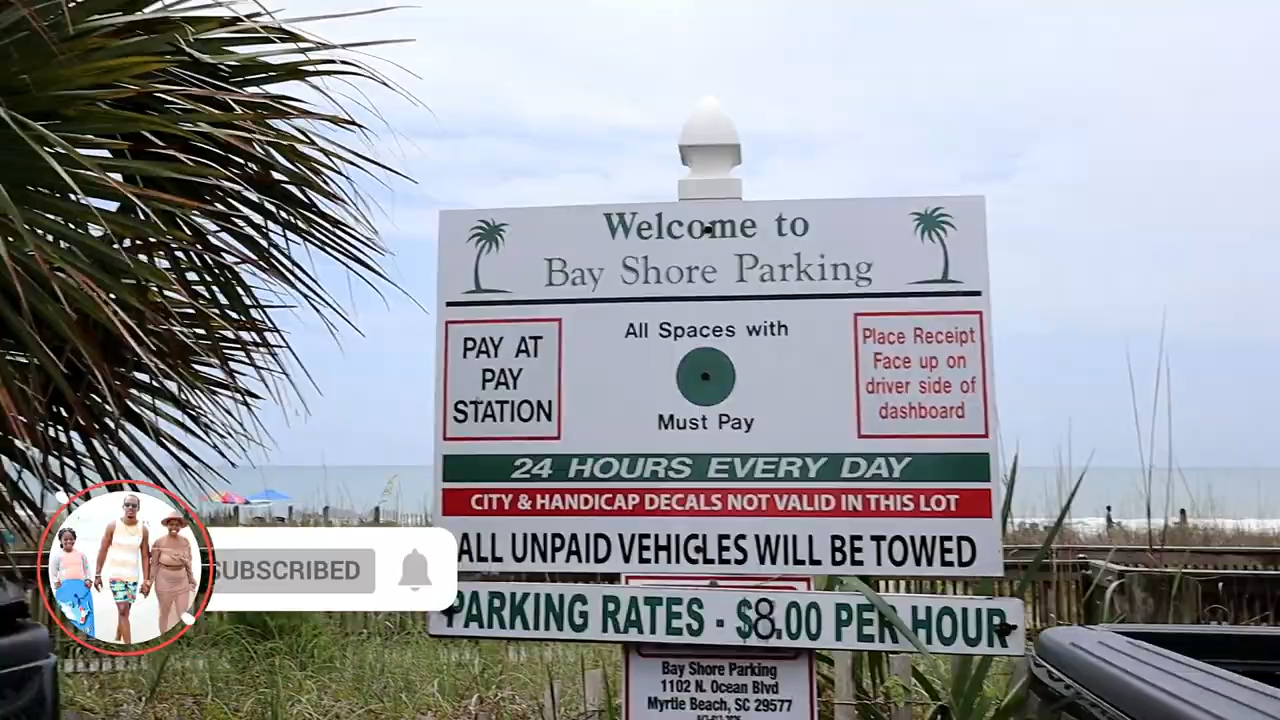 Welcome to
Bay Shore Parking
PAY AT
PAY
STATION
All Spaces with
Must Pay
Place Receipt
Face up on
driver side of
dashboard
24 HOURS EVERY DAY
CITY & HANDICAP DECALS NOT VALID IN THIS LOT
ALL UNPAID VEHICLES WILL BE TOWED
SUBSCRIBED
PARKING RATES - $8.00 PER HOUR
Bay Shore Parking
1102 N. Ocean Blvd
Myrtle Beach, SC 29577